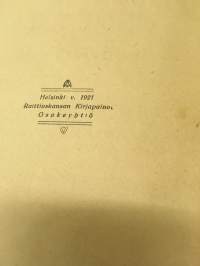 Helsinki v. 1921
Raittiuskansan Kirjapaino,
Osakeyhtiö